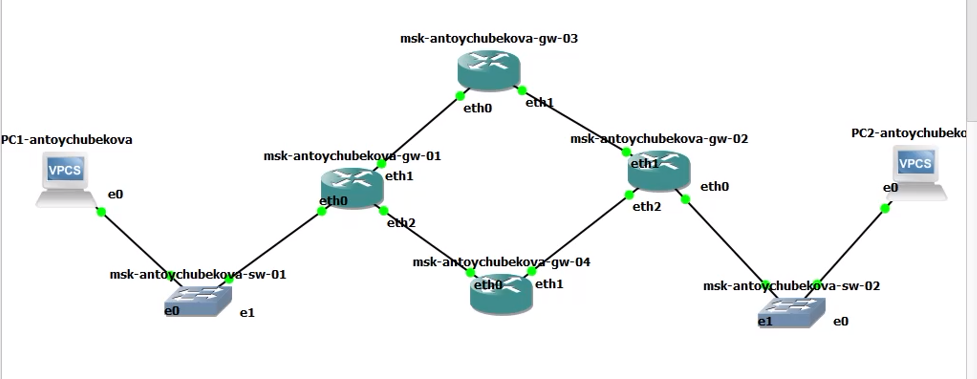 msk-antoychubekova-gw-03
eth0
eth1
PC1-antoychubekova
VPCS
e0
msk-antoychubekova-gw-01
eth1
eth0
eth2
msk-antoychubekova-gw-02
eth1
eth0
eth2
PC2-antoychubeko
VPCS
e0
msk-antoychubekova-sw-01
e0
e1
msk-antoychubekova-gw-04
eth0
eth1
msk-antoychubekova-sw-02
e1
e0